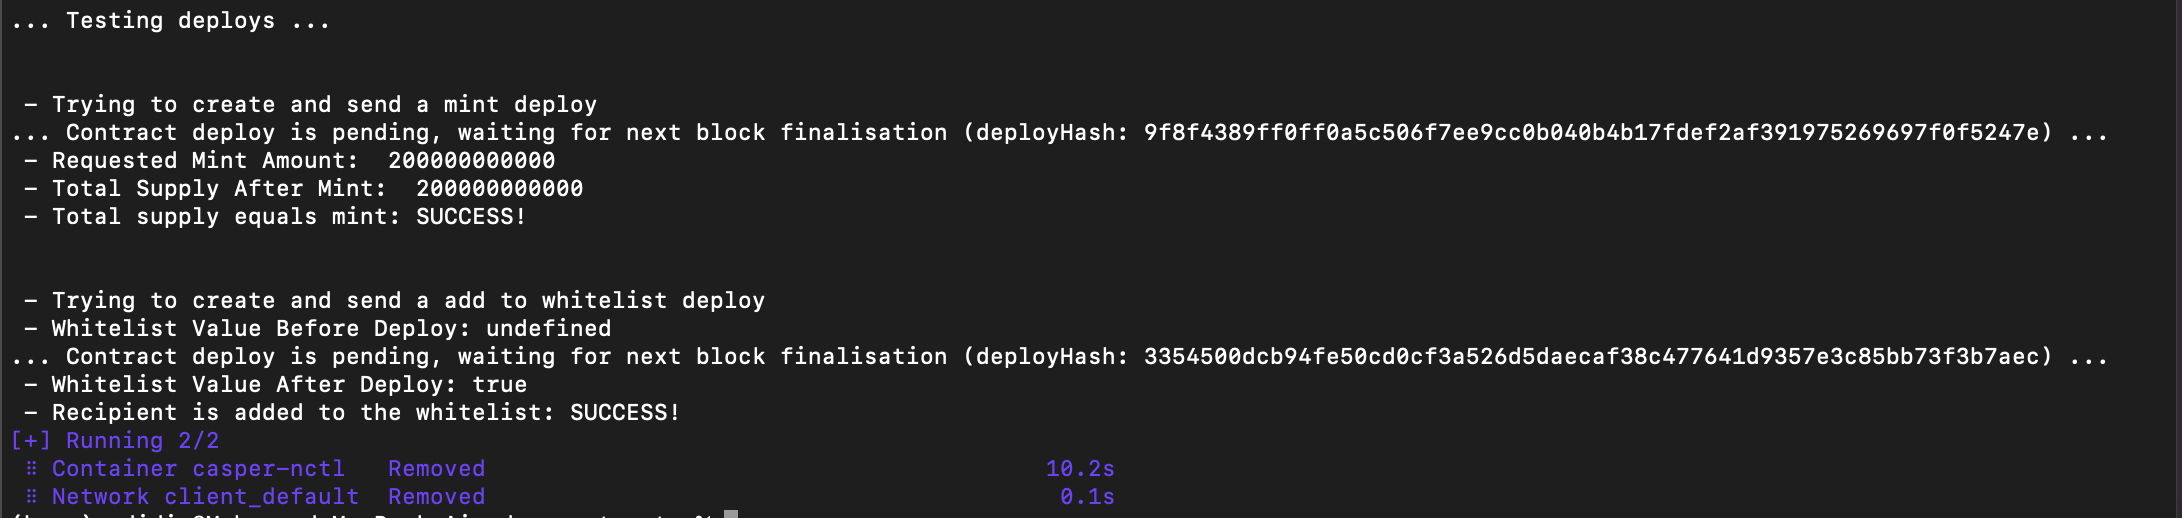 ... Testing deploys ...
- Trying to create and send a mint deploy
... Contract deploy is pending, waiting for next block finalisation (deployHash: 9f8f4389ff0ff0a5c506f7ee9cc0b040b4b17fdef2af391975269697f0f5247e) ...
- Requested Mint Amount:  200000000000
- Total Supply After Mint:  200000000000
- Total supply equals mint: SUCCESS!
- Trying to create and send a add to whitelist deploy
- Whitelist Value Before Deploy: undefined
... Contract deploy is pending, waiting for next block finalisation (deployHash: 3354500dcb94fe50cd0cf3a526d5daecaf38c477641d9357e3c85bb73f3b7aec) ...
- Whitelist Value After Deploy: true
- Recipient is added to the whitelist: SUCCESS!
[+] Running 2/2
⠿ Container casper-nctl   Removed   10.2s
⠿ Network client_default  Removed   0.1s